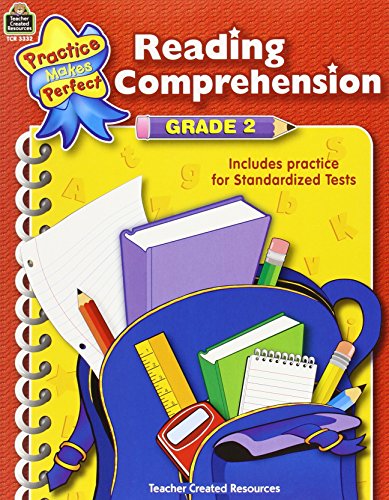 Teacher Created
Resources
TCR 3332
Practice
Makes
Perfect
Reading
Comprehension
GRADE 2
Includes practice
for Standardized Tests
Teacher Created Resources